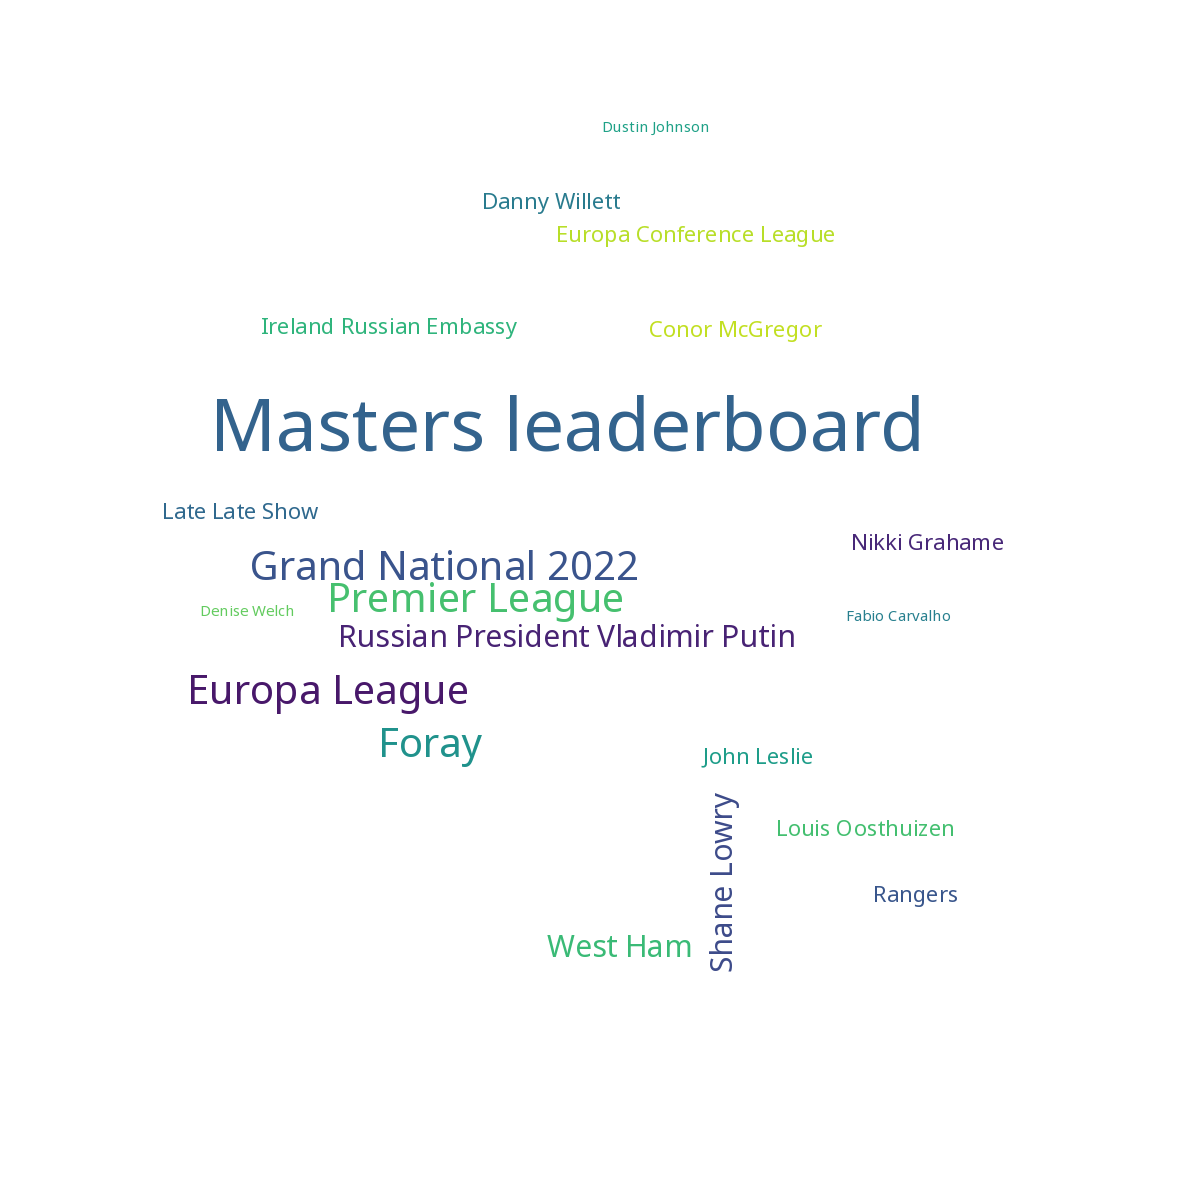 Dustin Johnson
Danny Willett
Europa Conference League
Ireland Russian Embassy
Conor McGregor
Masters leaderboard
Late Late Show
Nikki Grahame
Grand National 2022
Premier League
Denise Welch
Fabio Carvalho
Russian President Vladimir Putin
Europa League
Foray
John Leslie
Shane Lowry
Louis Oosthuizen
Rangers
West Ham